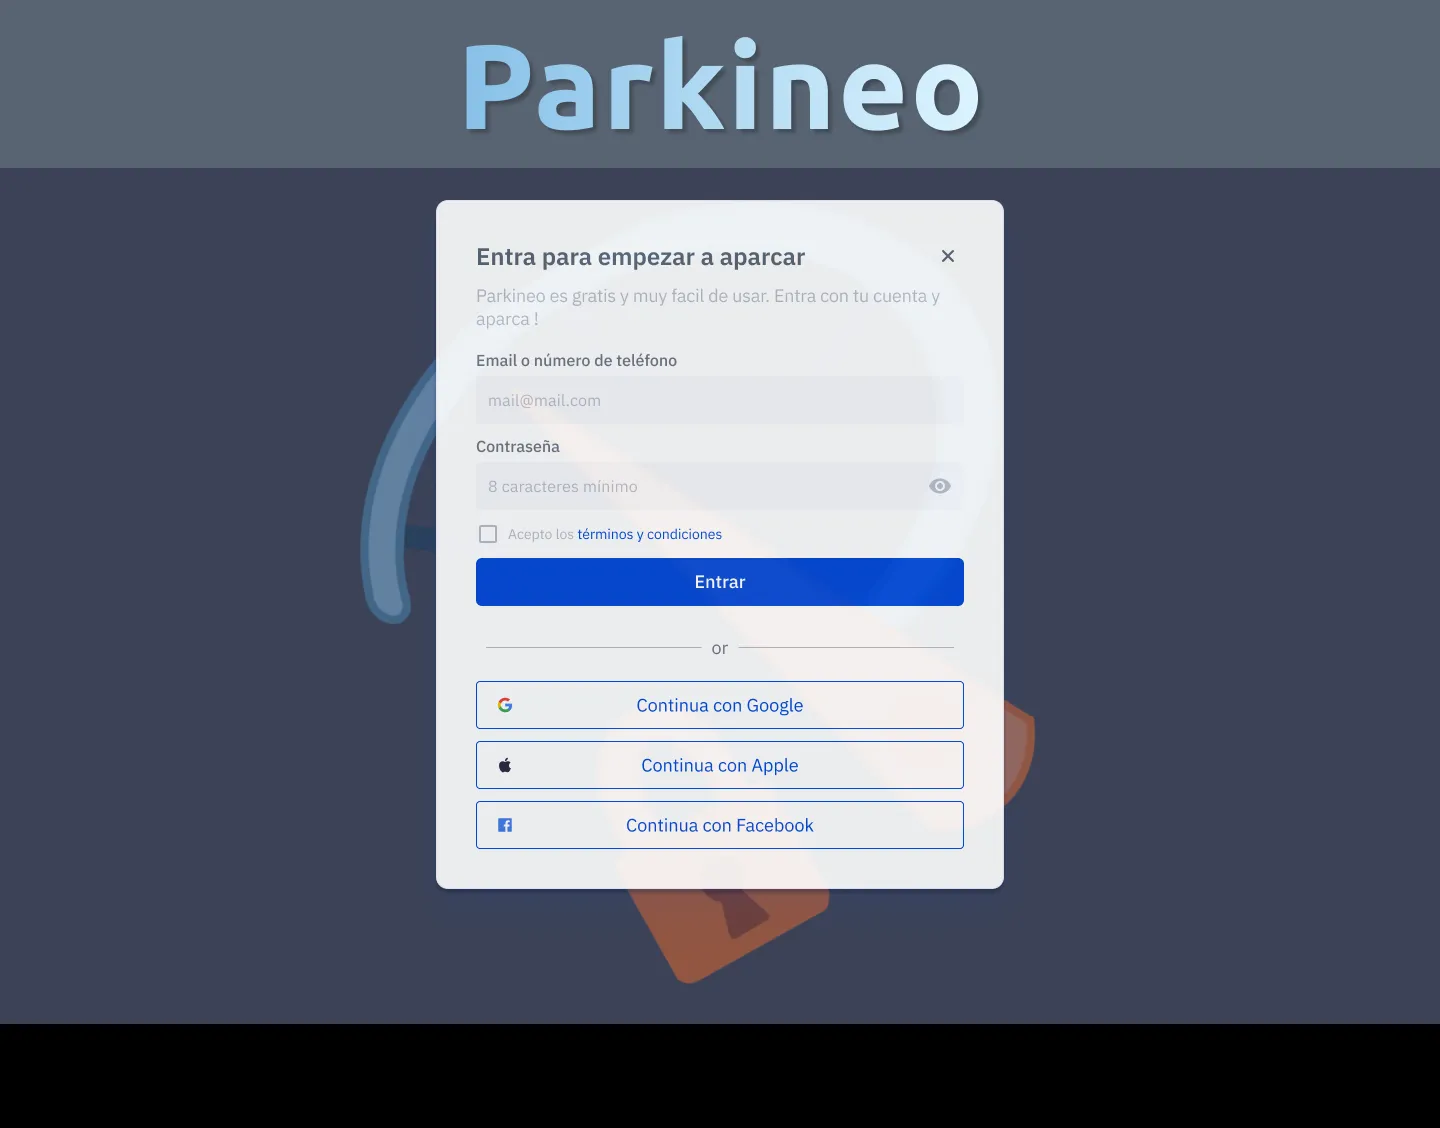 Parkineo
Entra para empezar a aparcar
Parkineo es gratis y muy facil de usar. Entra con tu cuenta y
aparca !
Email o número de teléfono
mail@mail.com
Contraseña
8 caracteres mínimo
Acepto los términos y condiciones
Entrar
or
Continua con Google
Continua con Apple
Continua con Facebook